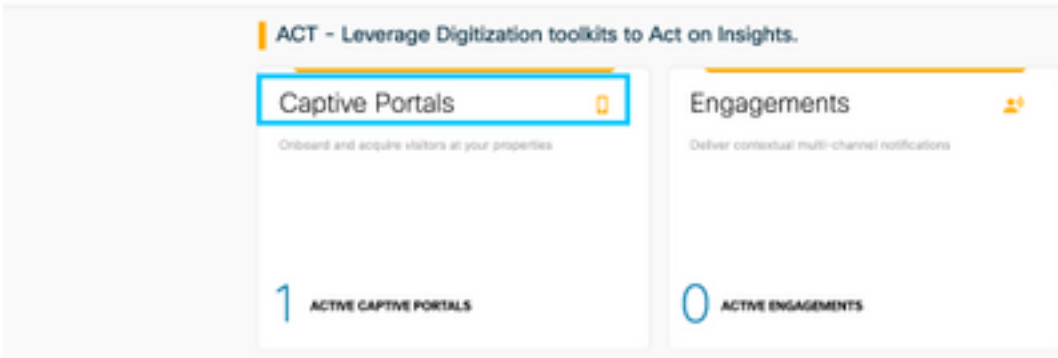 ACT - Leverage Digitization toolkits to Act on Insights.
Captive Portals
Onboard and acquire visitors at your properties
1 ACTIVE CAPTIVE PORTALS
Engagements
Deliver contextual multi-channel notifications
0 ACTIVE ENGAGEMENTS